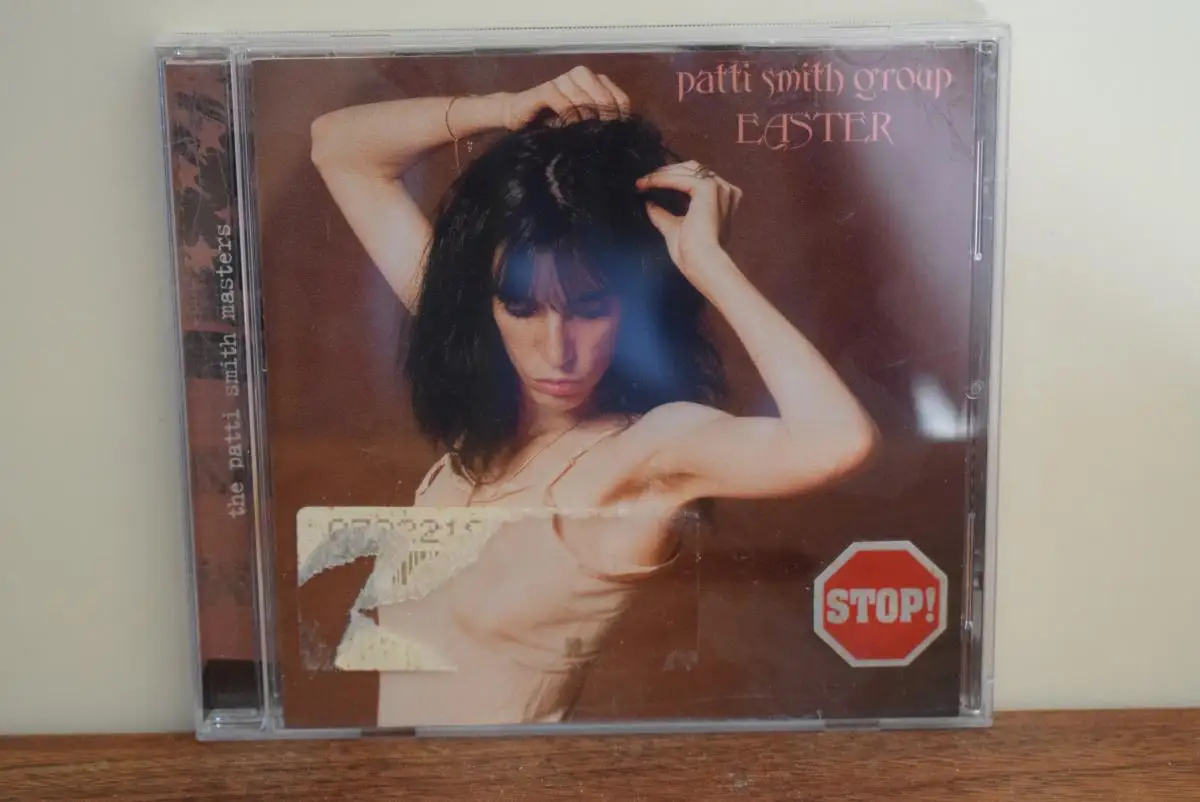 patti smith group
EASTER
the patti smith masters
STOP!